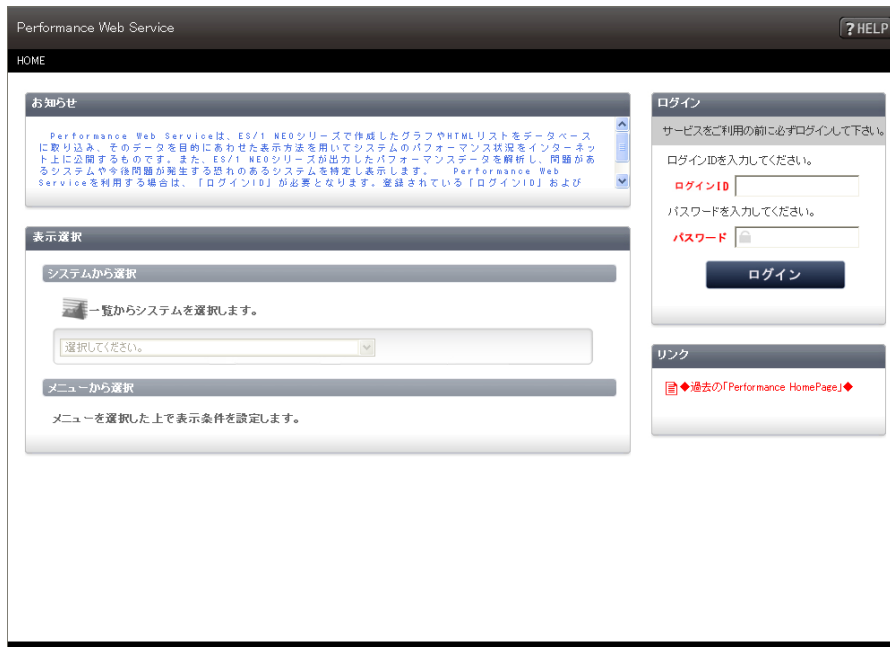 Performance Web Service
? HELP
HOME
お知らせ
Performance Web Serviceは、ES/1 NEOシリーズで作成したグラフやHTMLリストをデータベース
に取り込み、そのデータを目的にあわせた表示方法を用いてシステムのパフォーマンス状況をインターネッ
ト上に公開するものです。また、ES/1 NEOシリーズが出力したパフォーマンスデータを解析し、問題があ
るシステムや今後問題が発生する恐れのあるシステムを特定し表示します。 Performance Web
Serviceを利用する場合は、「ログインID」が必要となります。登録されている「ログインID」および
表示選択
システムから選択
一覧からシステムを選択します。
選択してください。
メニューから選択
メニューを選択した上で表示条件を設定します。
ログイン
サービスをご利用の前に必ずログインして下さい。
ログインIDを入力してください。
ログインID
パスワードを入力してください。
パスワード
ログイン
リンク
◆過去の「Performance HomePage」◆